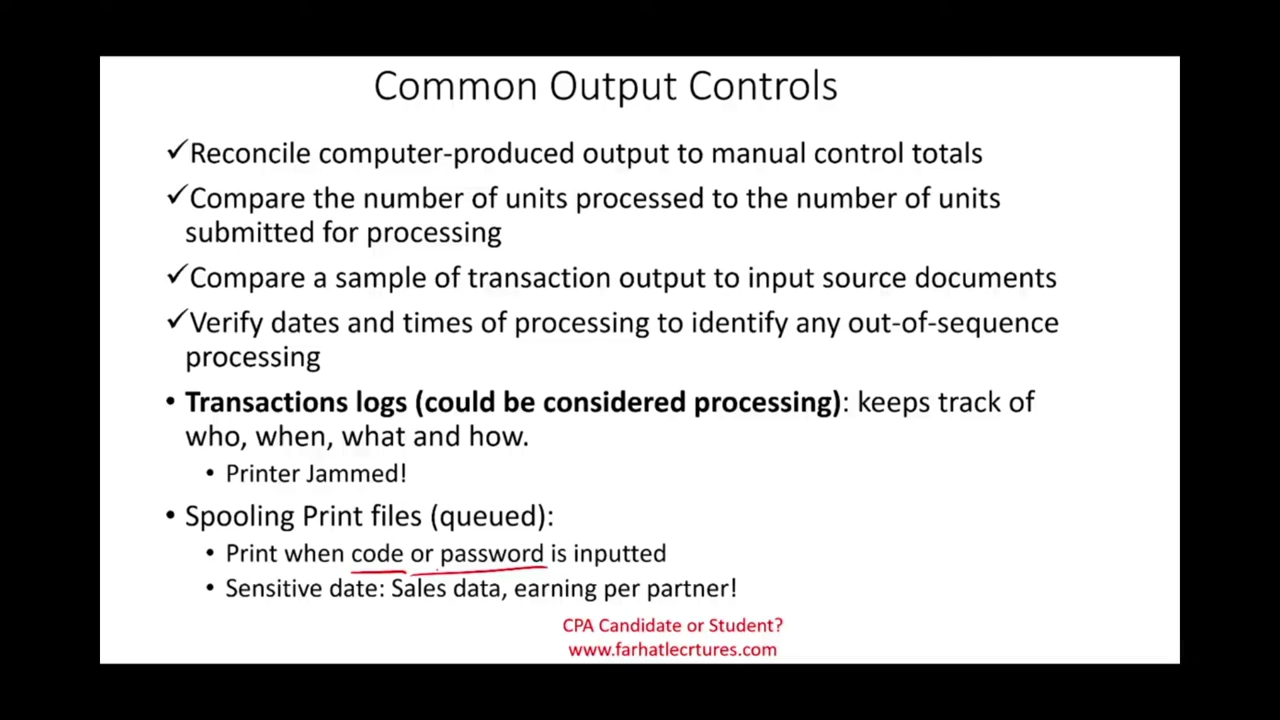 Common Output Controls
✓Reconcile computer-produced output to manual control totals
✓Compare the number of units processed to the number of units
submitted for processing
✓Compare a sample of transaction output to input source documents
✓Verify dates and times of processing to identify any out-of-sequence
processing
• Transactions logs (could be considered processing): keeps track of
who, when, what and how.
• Printer Jammed!
• Spooling Print files (queued):
• Print when code or password is inputted
• Sensitive date: Sales data, earning per partner!
CPA Candidate or Student?
www.farhatlecrtures.com